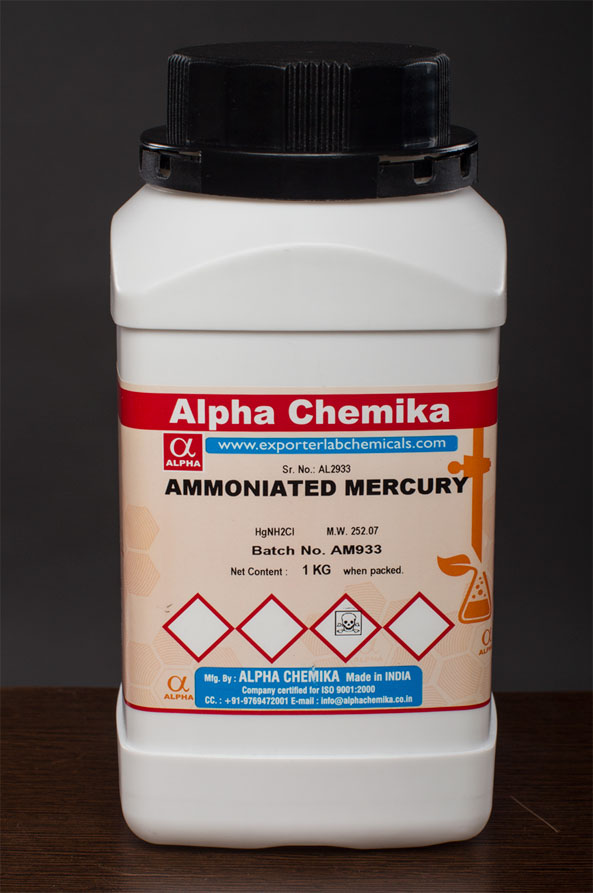 Alpha Chemika
α
ALPHA
www.exporterlabchemicals.com
Sr. No.: AL2933
AMMONIATED MERCURY
HgNH2Cl M.W. 252.07
Batch No. AM933
Net Content : 1 KG when packed.
α
ALPHA
Mfg. By : ALPHA CHEMIKA Made in INDIA
Company certified for ISO 9001:2000
CC. : +91-9769472001 E-mail : info@alphachemika.co.in